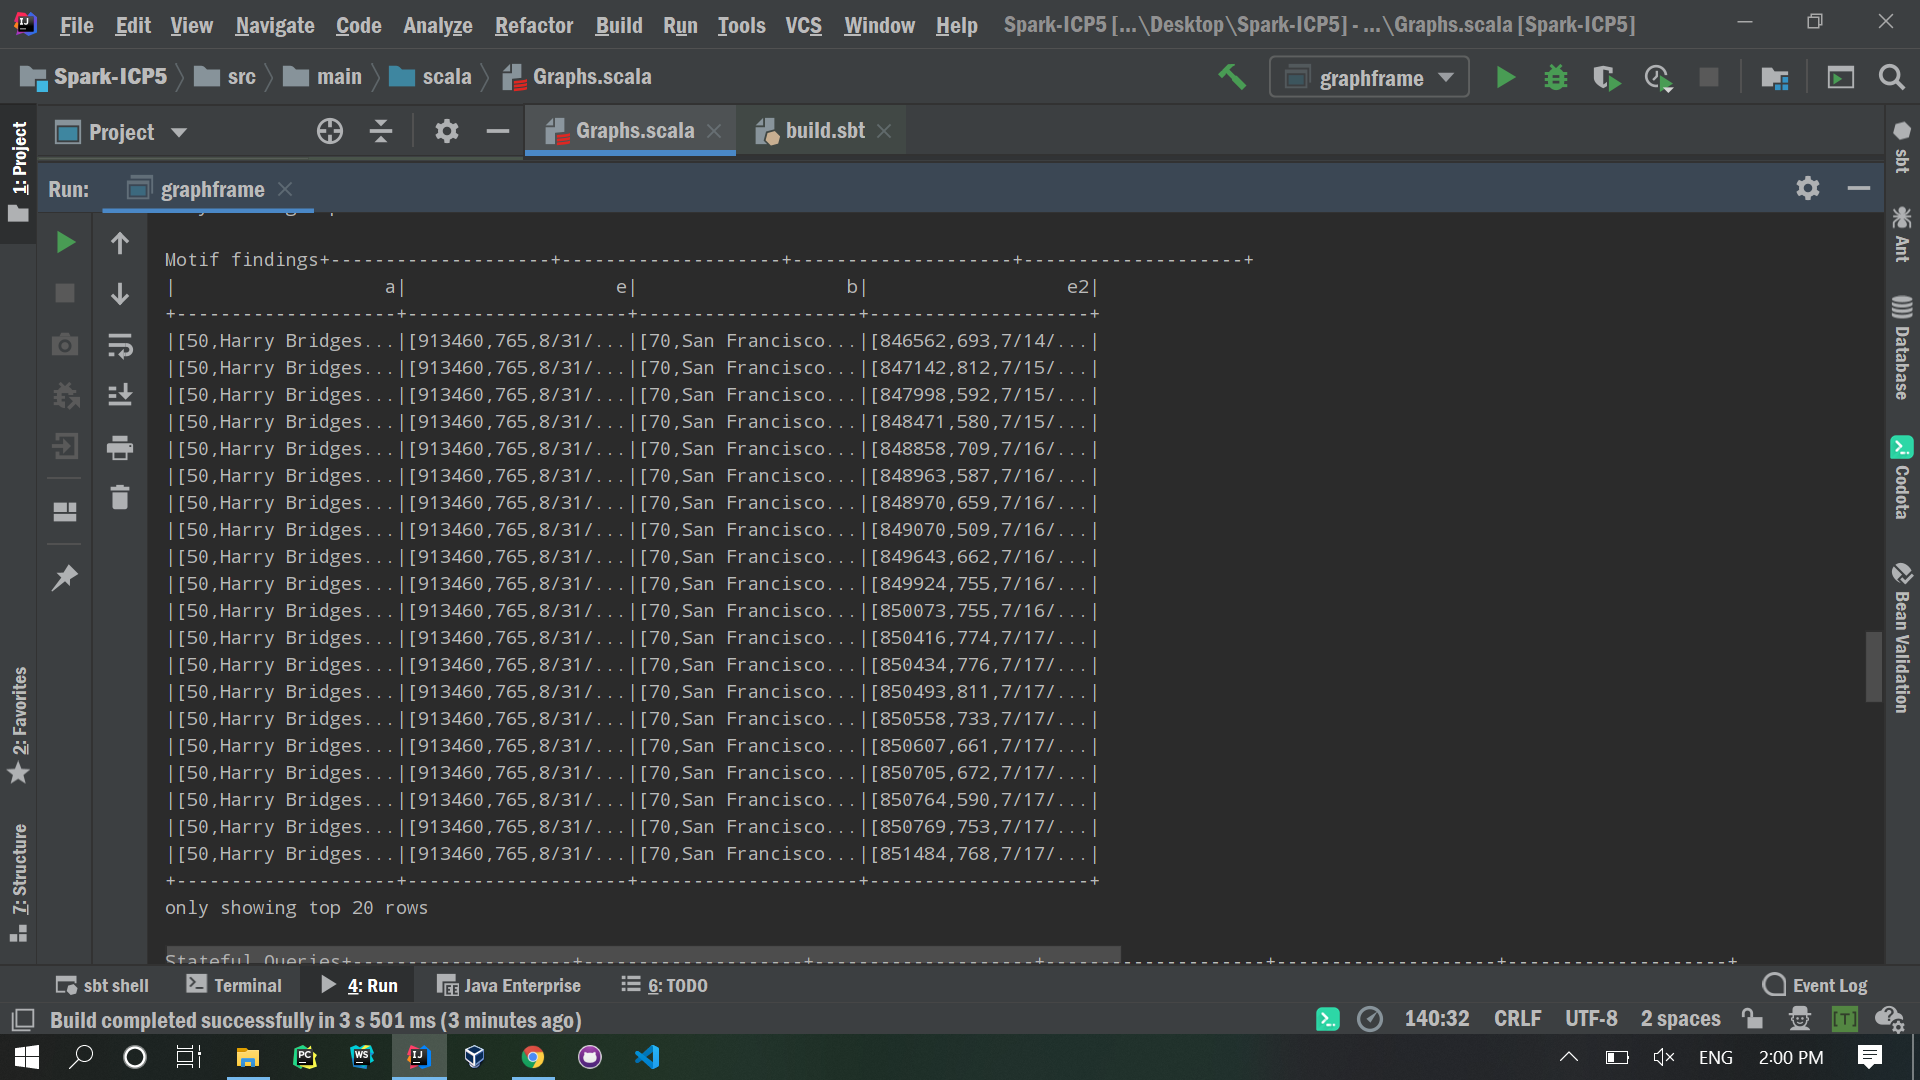 File Edit View Navigate Code Analyze Refactor Build Run Tools VCS Window Help Spark-ICP5 [...\Desktop\Spark-ICP5] - ...\Graphs.scala [Spark-ICP5]
Spark-ICP5 src main scala Graphs.scala graphframe
Project Graphs.scala build.sbt
Run: graphframe
1: Project
2: Favorites
7: Structure
Motif findings+--------------------+--------------------+--------------------+--------------------+
|                   a|                   e|                   b|                  e2|
+--------------------+--------------------+--------------------+--------------------+
|[50,Harry Bridges...|[913460,765,8/31/...|[70,San Francisco...|[846562,693,7/14/...|
|[50,Harry Bridges...|[913460,765,8/31/...|[70,San Francisco...|[847142,812,7/15/...|
|[50,Harry Bridges...|[913460,765,8/31/...|[70,San Francisco...|[847998,592,7/15/...|
|[50,Harry Bridges...|[913460,765,8/31/...|[70,San Francisco...|[848471,580,7/15/...|
|[50,Harry Bridges...|[913460,765,8/31/...|[70,San Francisco...|[848858,709,7/16/...|
|[50,Harry Bridges...|[913460,765,8/31/...|[70,San Francisco...|[848963,587,7/16/...|
|[50,Harry Bridges...|[913460,765,8/31/...|[70,San Francisco...|[848970,659,7/16/...|
|[50,Harry Bridges...|[913460,765,8/31/...|[70,San Francisco...|[849070,509,7/16/...|
|[50,Harry Bridges...|[913460,765,8/31/...|[70,San Francisco...|[849643,662,7/16/...|
|[50,Harry Bridges...|[913460,765,8/31/...|[70,San Francisco...|[849924,755,7/16/...|
|[50,Harry Bridges...|[913460,765,8/31/...|[70,San Francisco...|[850073,755,7/16/...|
|[50,Harry Bridges...|[913460,765,8/31/...|[70,San Francisco...|[850416,774,7/17/...|
|[50,Harry Bridges...|[913460,765,8/31/...|[70,San Francisco...|[850434,776,7/17/...|
|[50,Harry Bridges...|[913460,765,8/31/...|[70,San Francisco...|[850493,811,7/17/...|
|[50,Harry Bridges...|[913460,765,8/31/...|[70,San Francisco...|[850558,733,7/17/...|
|[50,Harry Bridges...|[913460,765,8/31/...|[70,San Francisco...|[850607,661,7/17/...|
|[50,Harry Bridges...|[913460,765,8/31/...|[70,San Francisco...|[850705,672,7/17/...|
|[50,Harry Bridges...|[913460,765,8/31/...|[70,San Francisco...|[850764,590,7/17/...|
|[50,Harry Bridges...|[913460,765,8/31/...|[70,San Francisco...|[850769,753,7/17/...|
|[50,Harry Bridges...|[913460,765,8/31/...|[70,San Francisco...|[851484,768,7/17/...|
+--------------------+--------------------+--------------------+--------------------+
only showing top 20 rows
Stateful Queries+--------------------+--------------------+--------------------+--------------------+--------------------+--------------------+
sbt
Ant
Database
Codota
Bean Validation
sbt shell Terminal 4: Run Java Enterprise 6: TODO Event Log
Build completed successfully in 3 s 501 ms (3 minutes ago) 140:32 CRLF UTF-8 2 spaces [T]
PC WS IJ ENG 2:00 PM